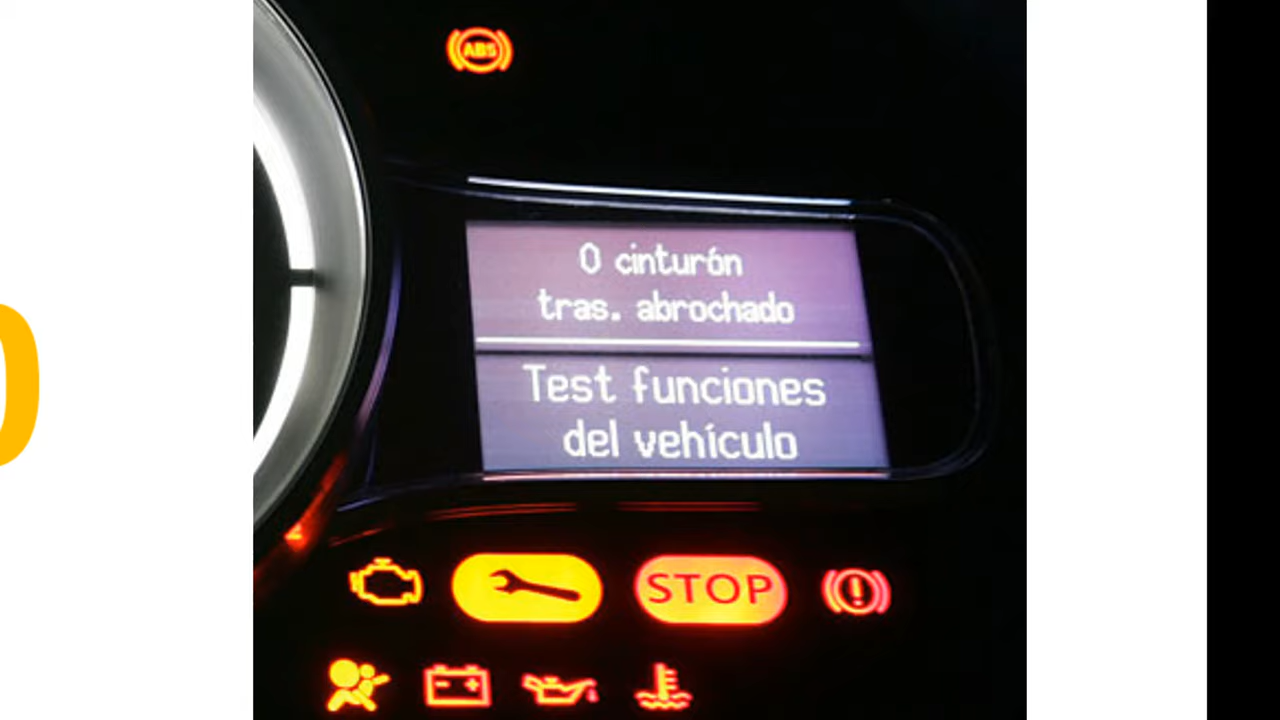 ABS
0 cinturón
tras. abrochado
Test funciones
del vehículo
STOP